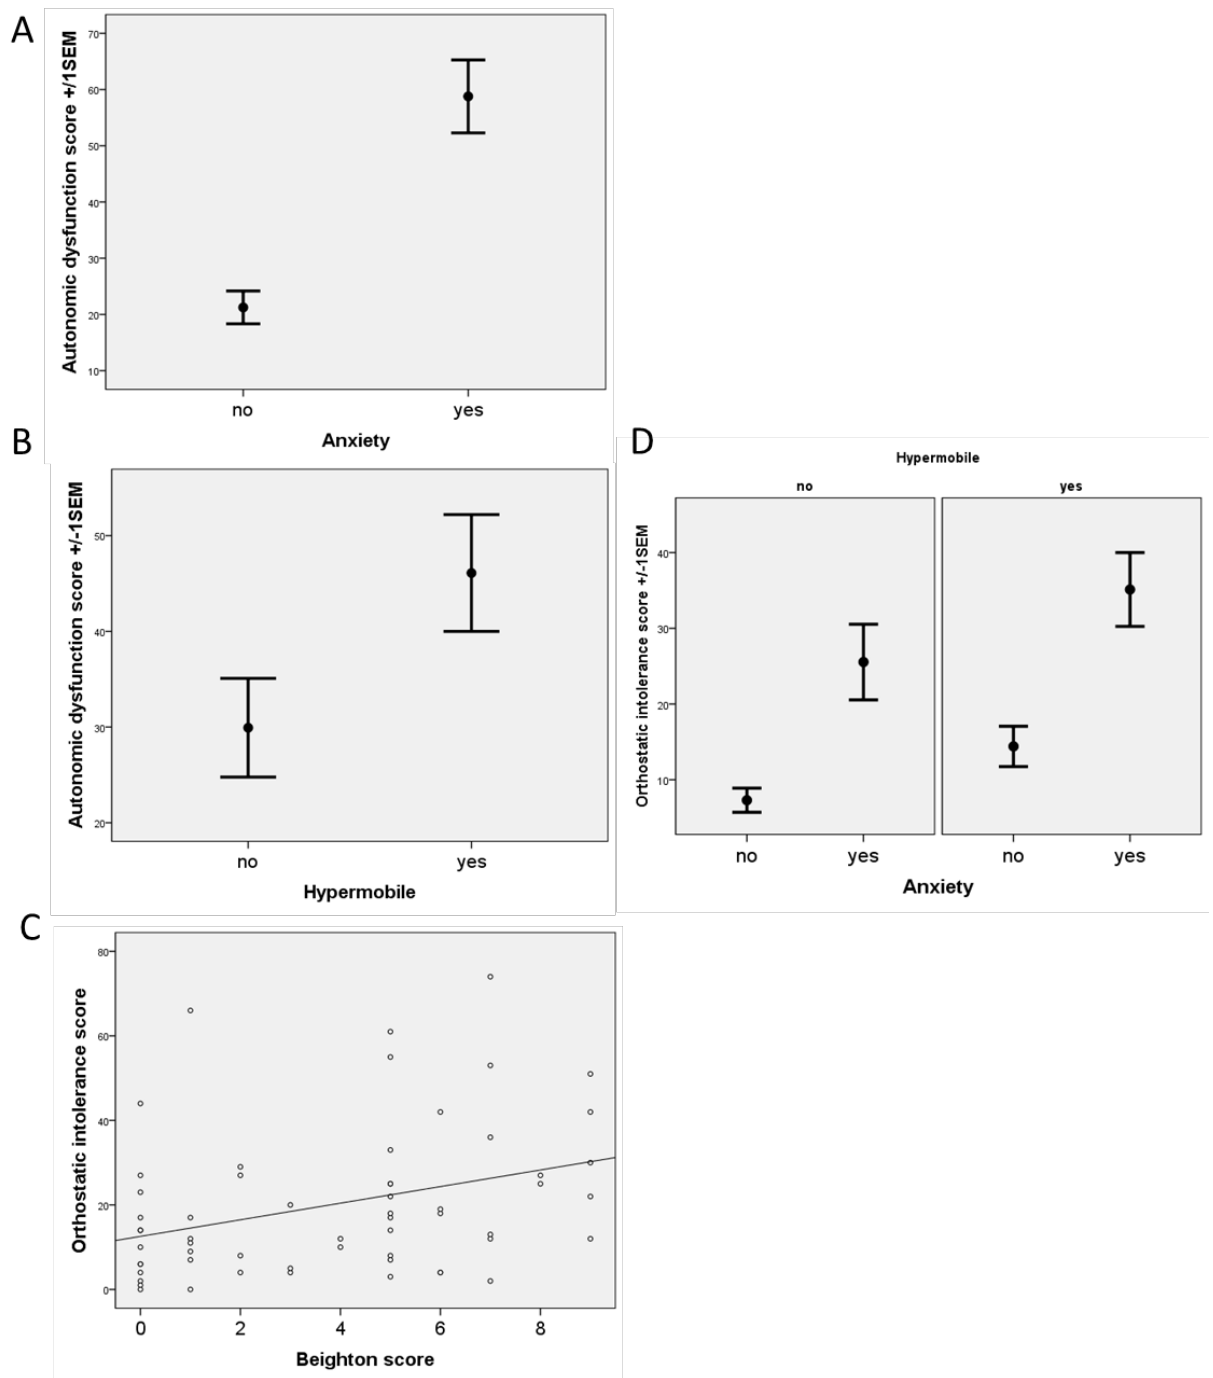 A
Autonomic dysfunction score +/1SEM
70
60
50
40
30
20
10
no yes
Anxiety
B
Autonomic dysfunction score +/-1SEM
50
40
30
20
no yes
Hypermobile
D
Hypermobile
no yes
Orthostatic intolerance score +/-1SEM
40
30
20
10
no yes no yes
Anxiety
C
Orthostatic intolerance score
80
60
40
20
0
0 2 4 6 8
Beighton score